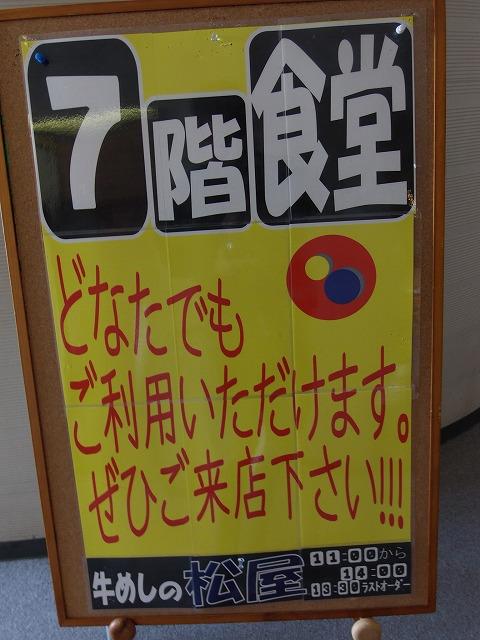 7階食堂
どなたでも
ご利用いただけます。
ぜひご来店下さい!!!
牛めしの松屋
11:00から
14:00
13:30ラストオーダー